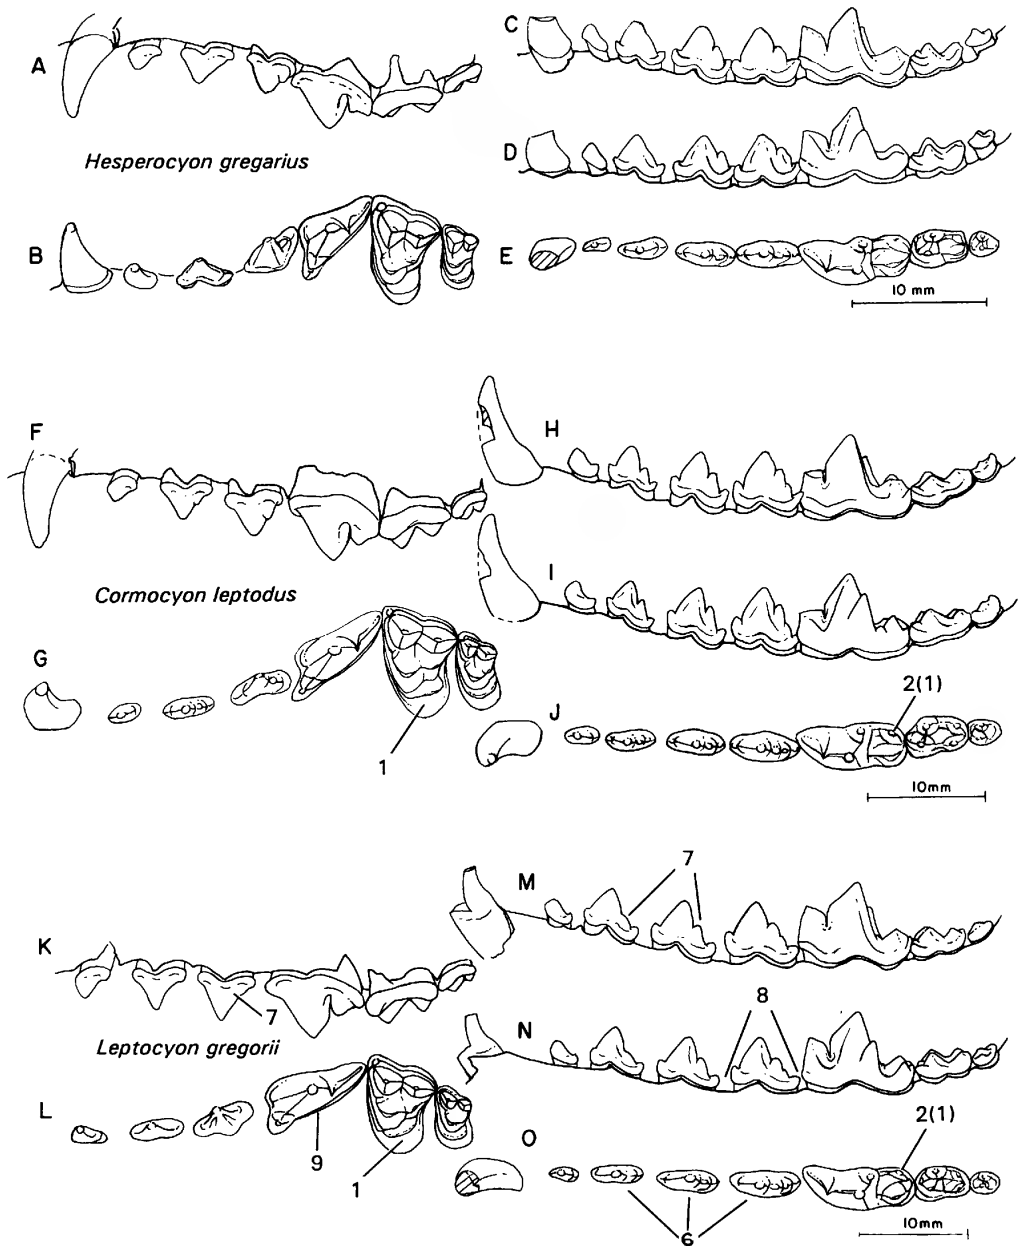 A
C
D
Hesperocyon gregarius
B
E
10 mm
F
H
I
Cormocyon leptodus
G
2(1)
J
1
10mm
7
M
K
7
8
N
Leptocyon gregorii
L
2(1)
O
9
1
6
10mm